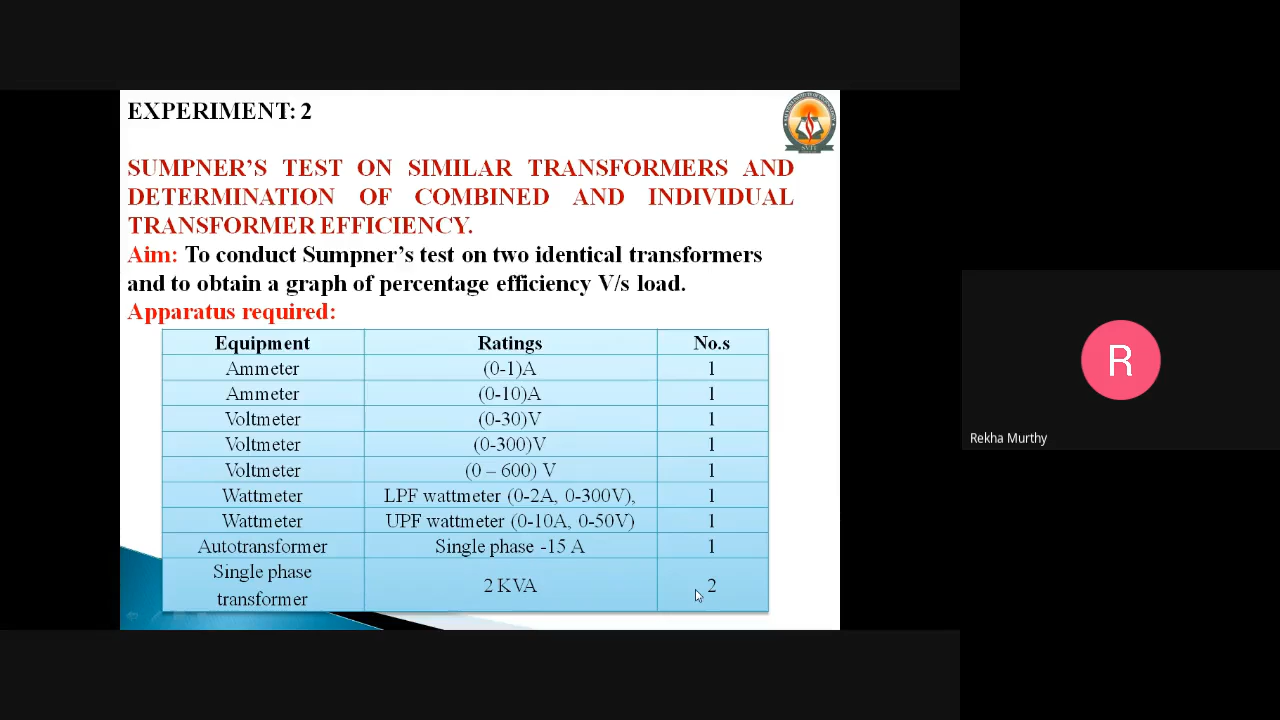 EXPERIMENT: 2
SUMPNER'S TEST ON SIMILAR TRANSFORMERS AND
DETERMINATION OF COMBINED AND INDIVIDUAL
TRANSFORMER EFFICIENCY.
Aim: To conduct Sumpner's test on two identical transformers
and to obtain a graph of percentage efficiency V/s load.
Apparatus required:
Equipment Ratings No.s
Ammeter (0-1)A 1
Ammeter (0-10)A 1
Voltmeter (0-30)V 1
Voltmeter (0-300)V 1
Voltmeter (0 – 600) V 1
Wattmeter LPF wattmeter (0-2A, 0-300V), 1
Wattmeter UPF wattmeter (0-10A, 0-50V) 1
Autotransformer Single phase -15 A 1
Single phase
transformer 2 KVA 2
SVIT
R
Rekha Murthy